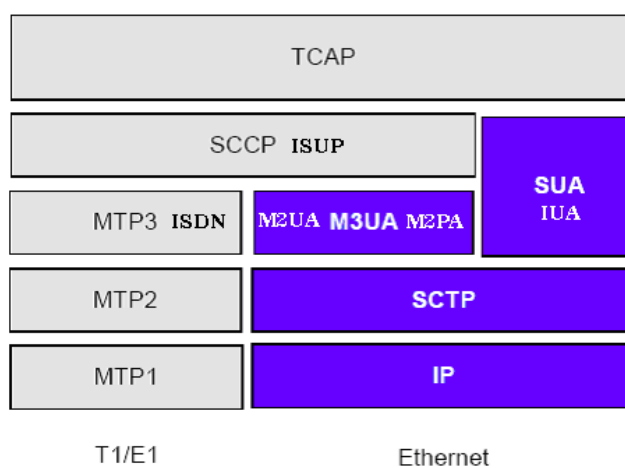 TCAP
SCCP ISUP
SUA
IUA
MTP3 ISDN
M2UA M3UA M2PA
MTP2
SCTP
MTP1
IP
T1/E1
Ethernet